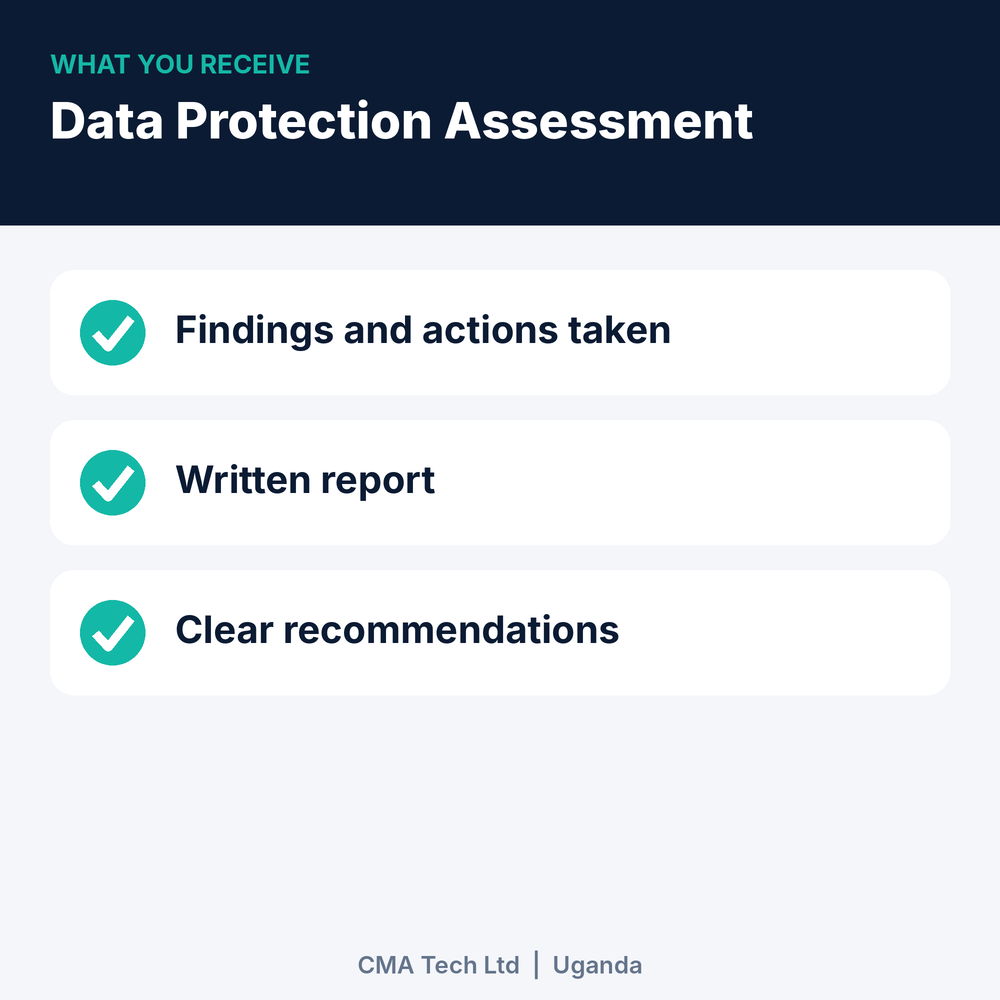 WHAT YOU RECEIVE
Data Protection Assessment
Findings and actions taken
Written report
Clear recommendations
CMA Tech Ltd | Uganda